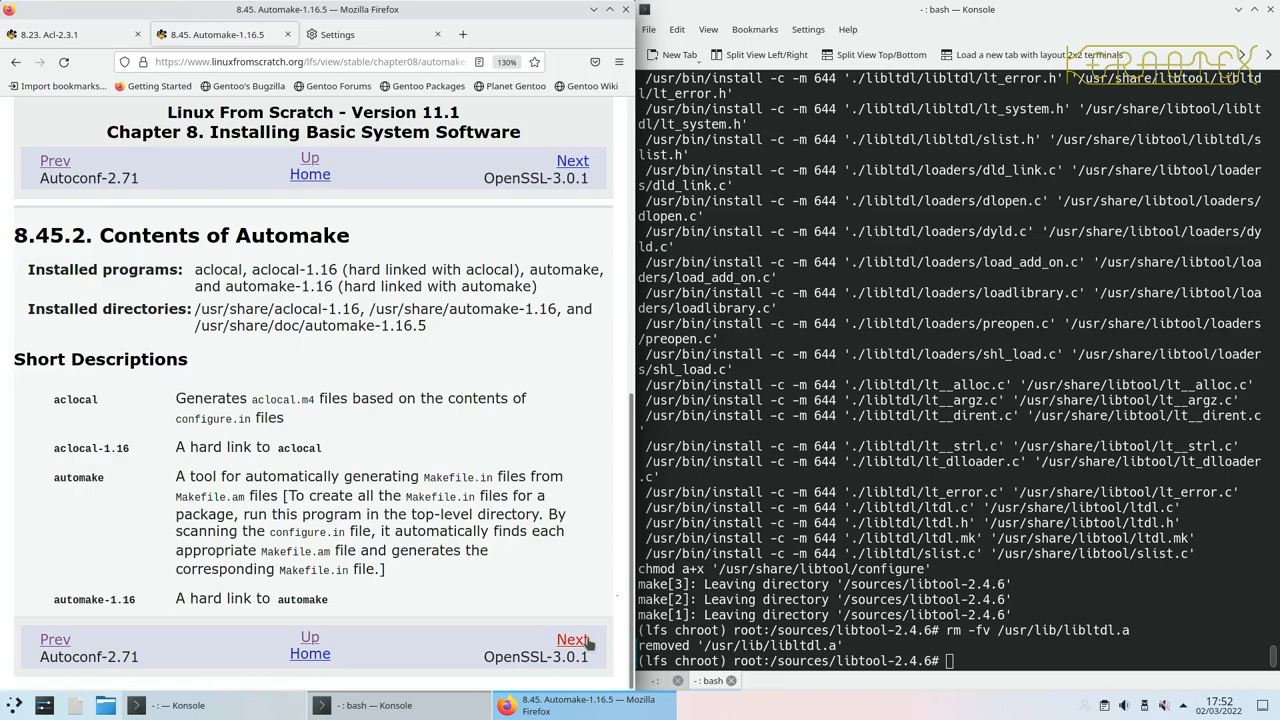 8.45. Automake-1.16.5 — Mozilla Firefox
8.23. Acl-2.3.1
8.45. Automake-1.16.5
Settings
https://www.linuxfromscratch.org/lfs/view/stable/chapter08/automake
130%
Import bookmarks...
Getting Started
Gentoo's Bugzilla
Gentoo Forums
Gentoo Packages
Planet Gentoo
Gentoo Wiki
Linux From Scratch - Version 11.1
Chapter 8. Installing Basic System Software
Prev
Up
Next
Autoconf-2.71
Home
OpenSSL-3.0.1
8.45.2. Contents of Automake
Installed programs: aclocal, aclocal-1.16 (hard linked with aclocal), automake,
and automake-1.16 (hard linked with automake)
Installed directories: /usr/share/aclocal-1.16, /usr/share/automake-1.16, and
/usr/share/doc/automake-1.16.5
Short Descriptions
aclocal Generates aclocal.m4 files based on the contents of
configure.in files
aclocal-1.16 A hard link to aclocal
automake A tool for automatically generating Makefile.in files from
Makefile.am files [To create all the Makefile.in files for a
package, run this program in the top-level directory. By
scanning the configure.in file, it automatically finds each
appropriate Makefile.am file and generates the
corresponding Makefile.in file.]
automake-1.16 A hard link to automake
Prev
Up
Next
Autoconf-2.71
Home
OpenSSL-3.0.1
- : bash — Konsole
File Edit View Bookmarks Settings Help
New Tab
Split View Left/Right
Split View Top/Bottom
Load a new tab with layout 2x2 terminals
/usr/bin/install -c -m 644 './libltdl/libltdl/lt_error.h' '/usr/share/libtool/libltd
l/lt_error.h'
/usr/bin/install -c -m 644 './libltdl/libltdl/lt_system.h' '/usr/share/libtool/liblt
dl/lt_system.h'
/usr/bin/install -c -m 644 './libltdl/libltdl/slist.h' '/usr/share/libtool/libltdl/s
list.h'
/usr/bin/install -c -m 644 './libltdl/loaders/dld_link.c' '/usr/share/libtool/loader
s/dld_link.c'
/usr/bin/install -c -m 644 './libltdl/loaders/dlopen.c' '/usr/share/libtool/loaders/
dlopen.c'
/usr/bin/install -c -m 644 './libltdl/loaders/dyld.c' '/usr/share/libtool/loaders/dy
ld.c'
/usr/bin/install -c -m 644 './libltdl/loaders/load_add_on.c' '/usr/share/libtool/loa
ders/load_add_on.c'
/usr/bin/install -c -m 644 './libltdl/loaders/loadlibrary.c' '/usr/share/libtool/loa
ders/loadlibrary.c'
/usr/bin/install -c -m 644 './libltdl/loaders/preopen.c' '/usr/share/libtool/loaders
/preopen.c'
/usr/bin/install -c -m 644 './libltdl/loaders/shl_load.c' '/usr/share/libtool/loader
s/shl_load.c'
/usr/bin/install -c -m 644 './libltdl/lt__alloc.c' '/usr/share/libtool/lt__alloc.c'
/usr/bin/install -c -m 644 './libltdl/lt__argz.c' '/usr/share/libtool/lt__argz.c'
/usr/bin/install -c -m 644 './libltdl/lt__dirent.c' '/usr/share/libtool/lt__dirent.c
'
/usr/bin/install -c -m 644 './libltdl/lt__strl.c' '/usr/share/libtool/lt__strl.c'
/usr/bin/install -c -m 644 './libltdl/lt_dlloader.c' '/usr/share/libtool/lt_dlloader
.c'
/usr/bin/install -c -m 644 './libltdl/lt_error.c' '/usr/share/libtool/lt_error.c'
/usr/bin/install -c -m 644 './libltdl/ltdl.c' '/usr/share/libtool/ltdl.c'
/usr/bin/install -c -m 644 './libltdl/ltdl.h' '/usr/share/libtool/ltdl.h'
/usr/bin/install -c -m 644 './libltdl/ltdl.mk' '/usr/share/libtool/ltdl.mk'
/usr/bin/install -c -m 644 './libltdl/slist.c' '/usr/share/libtool/slist.c'
chmod a+x '/usr/share/libtool/configure'
make[3]: Leaving directory '/sources/libtool-2.4.6'
make[2]: Leaving directory '/sources/libtool-2.4.6'
make[1]: Leaving directory '/sources/libtool-2.4.6'
(lfs chroot) root:/sources/libtool-2.4.6# rm -fv /usr/lib/libltdl.a
removed '/usr/lib/libltdl.a'
(lfs chroot) root:/sources/libtool-2.4.6#
- :
- : bash
- : — Konsole
- : bash — Konsole
8.45. Automake-1.16.5 — Mozilla
Firefox
17:52
02/03/2022